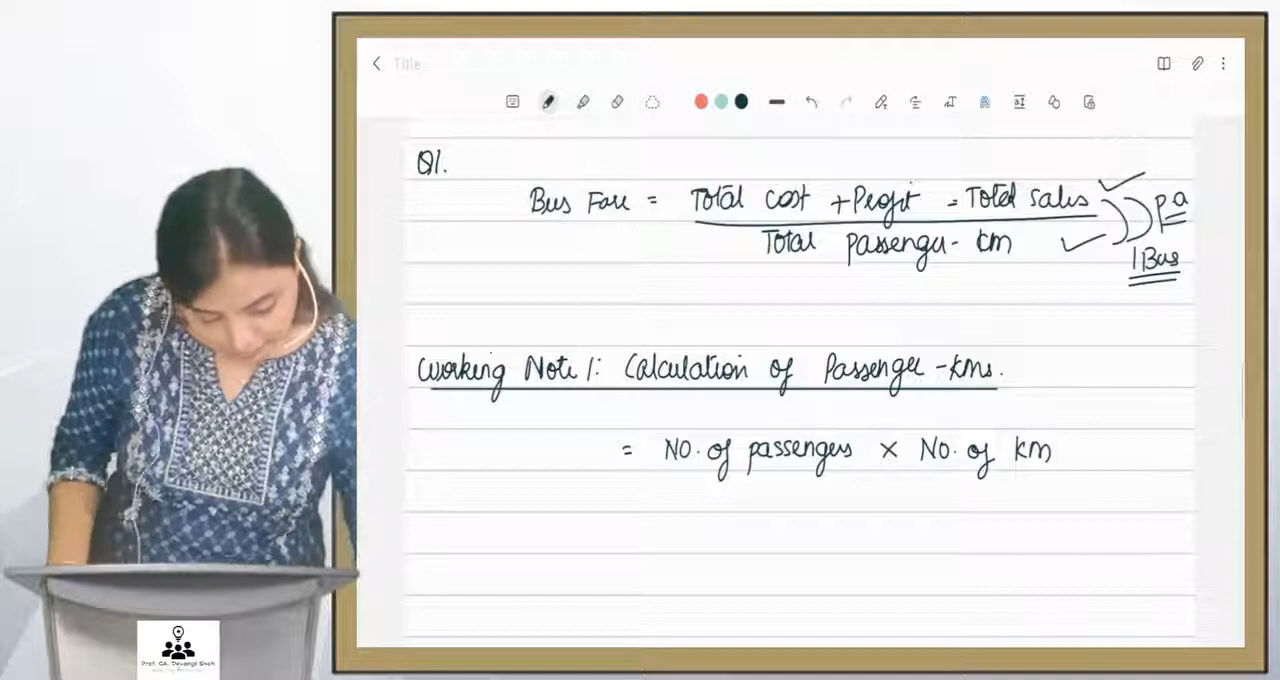 Title
Q1.
Bus Fare = Total cost + Profit = Total Sales
Total passenger - km
p.a
1 Bus
Working Note 1: Calculation of Passenger - kms.
= No. of passengers × No. of km
Prof. CA. Devangi Shah